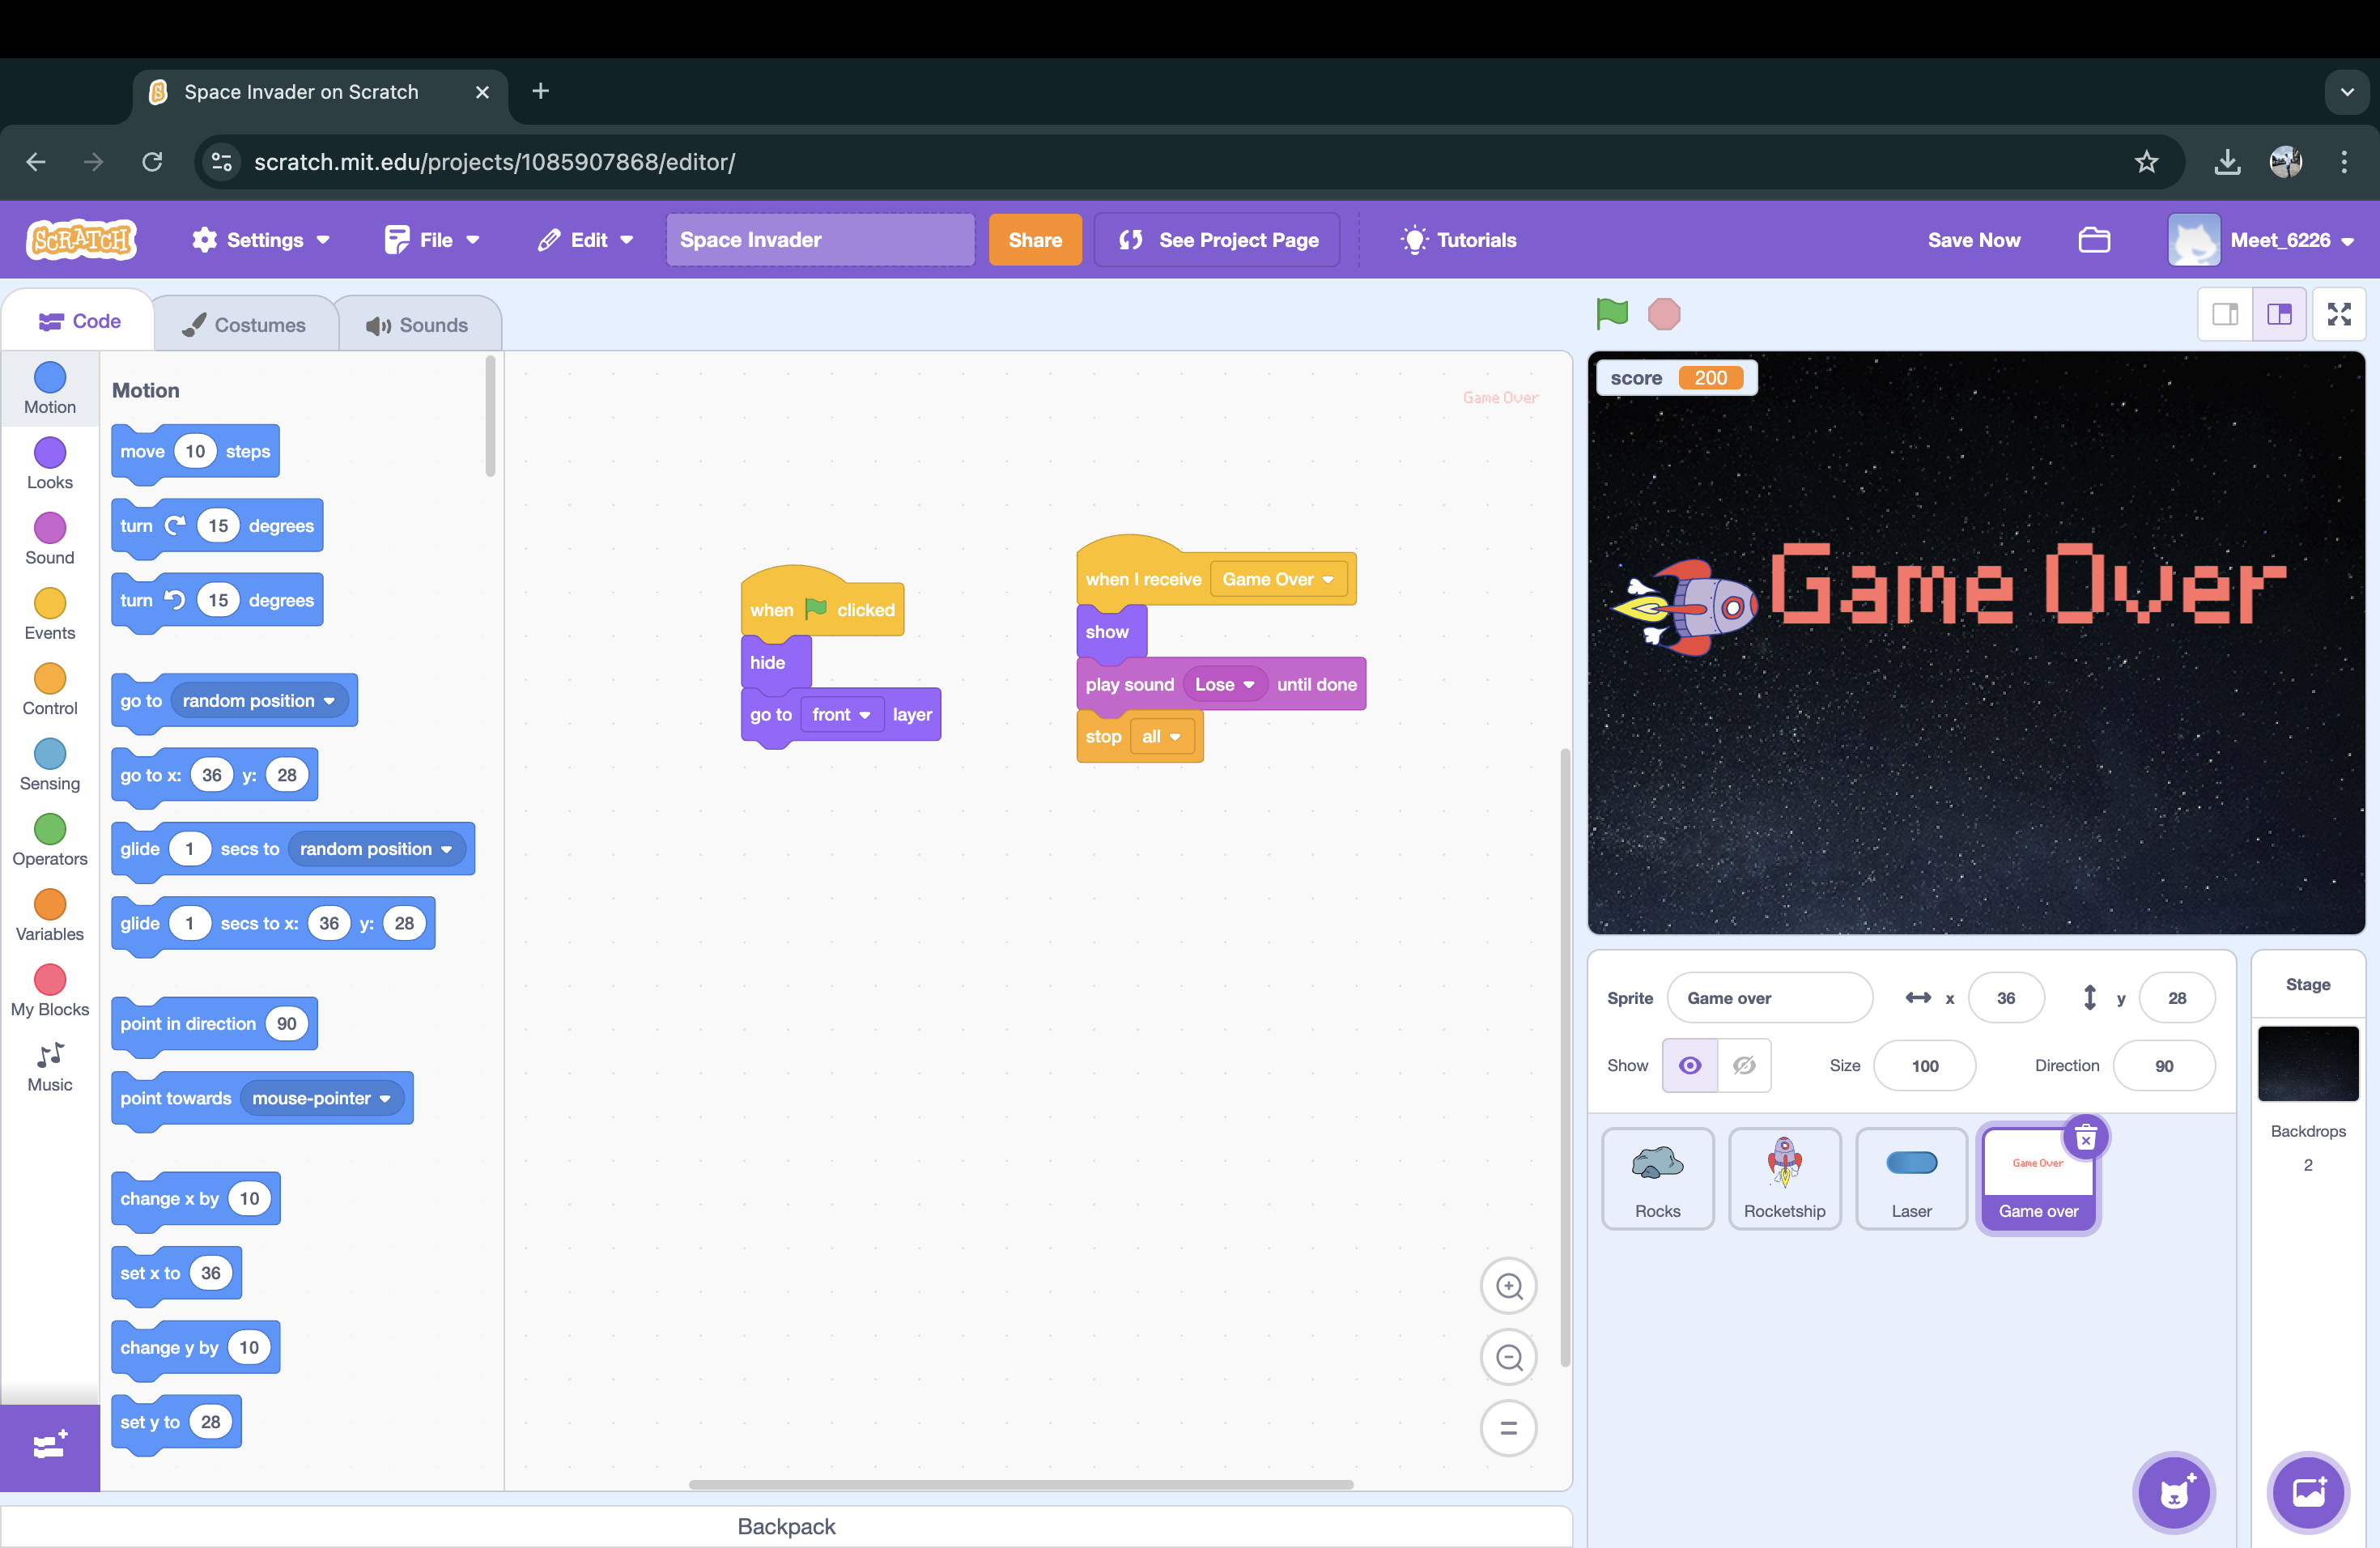 Space Invader on Scratch
scratch.mit.edu/projects/1085907868/editor/
SCRATCH
Settings
File
Edit
Space Invader
Share
See Project Page
Tutorials
Save Now
Meet_6226
Code
Costumes
Sounds
Motion
Looks
Sound
Events
Control
Sensing
Operators
Variables
My Blocks
Music
Motion
move 10 steps
turn 15 degrees
turn 15 degrees
go to random position
go to x: 36 y: 28
glide 1 secs to random position
glide 1 secs to x: 36 y: 28
point in direction 90
point towards mouse-pointer
change x by 10
set x to 36
change y by 10
set y to 28
Game Over
when clicked
hide
go to front layer
when I receive Game Over
show
play sound Lose until done
stop all
Backpack
score 200
Game Over
Sprite Game over x 36 y 28
Show Size 100 Direction 90
Rocks
Rocketship
Laser
Game Over
Game over
Stage
Backdrops
2